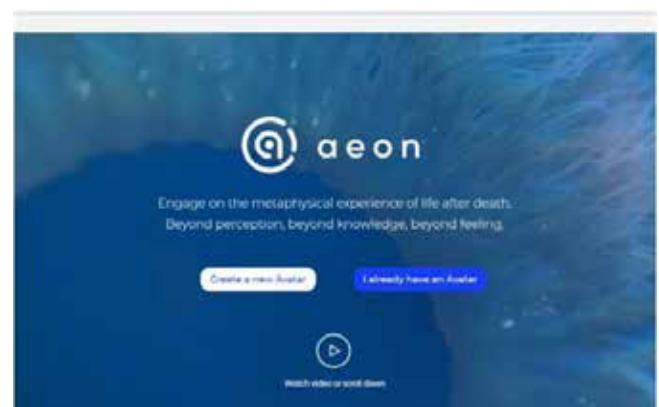 aeon
Engage on the metaphysical experience of life after death.
Beyond perception, beyond knowledge, beyond feeling.
Create a new Avatar
I already have an Avatar
Watch video or scroll down